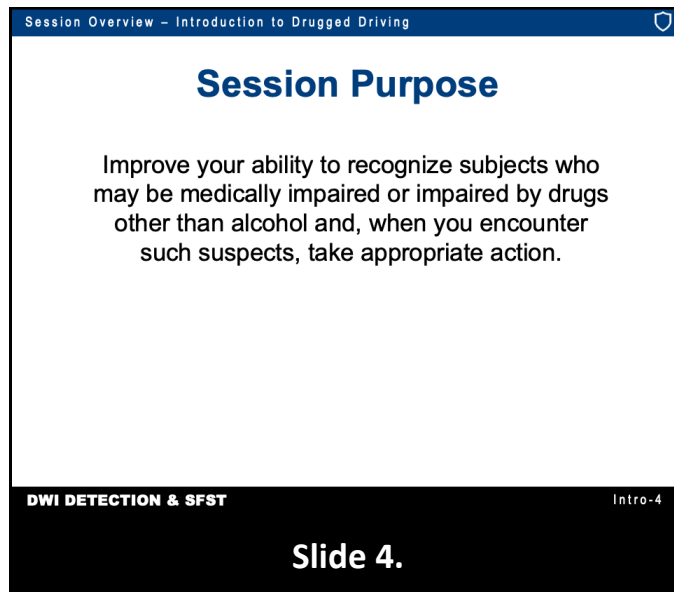 Session Overview – Introduction to Drugged Driving
Session Purpose
Improve your ability to recognize subjects who
may be medically impaired or impaired by drugs
other than alcohol and, when you encounter
such suspects, take appropriate action.
DWI DETECTION & SFST
Intro-4
Slide 4.